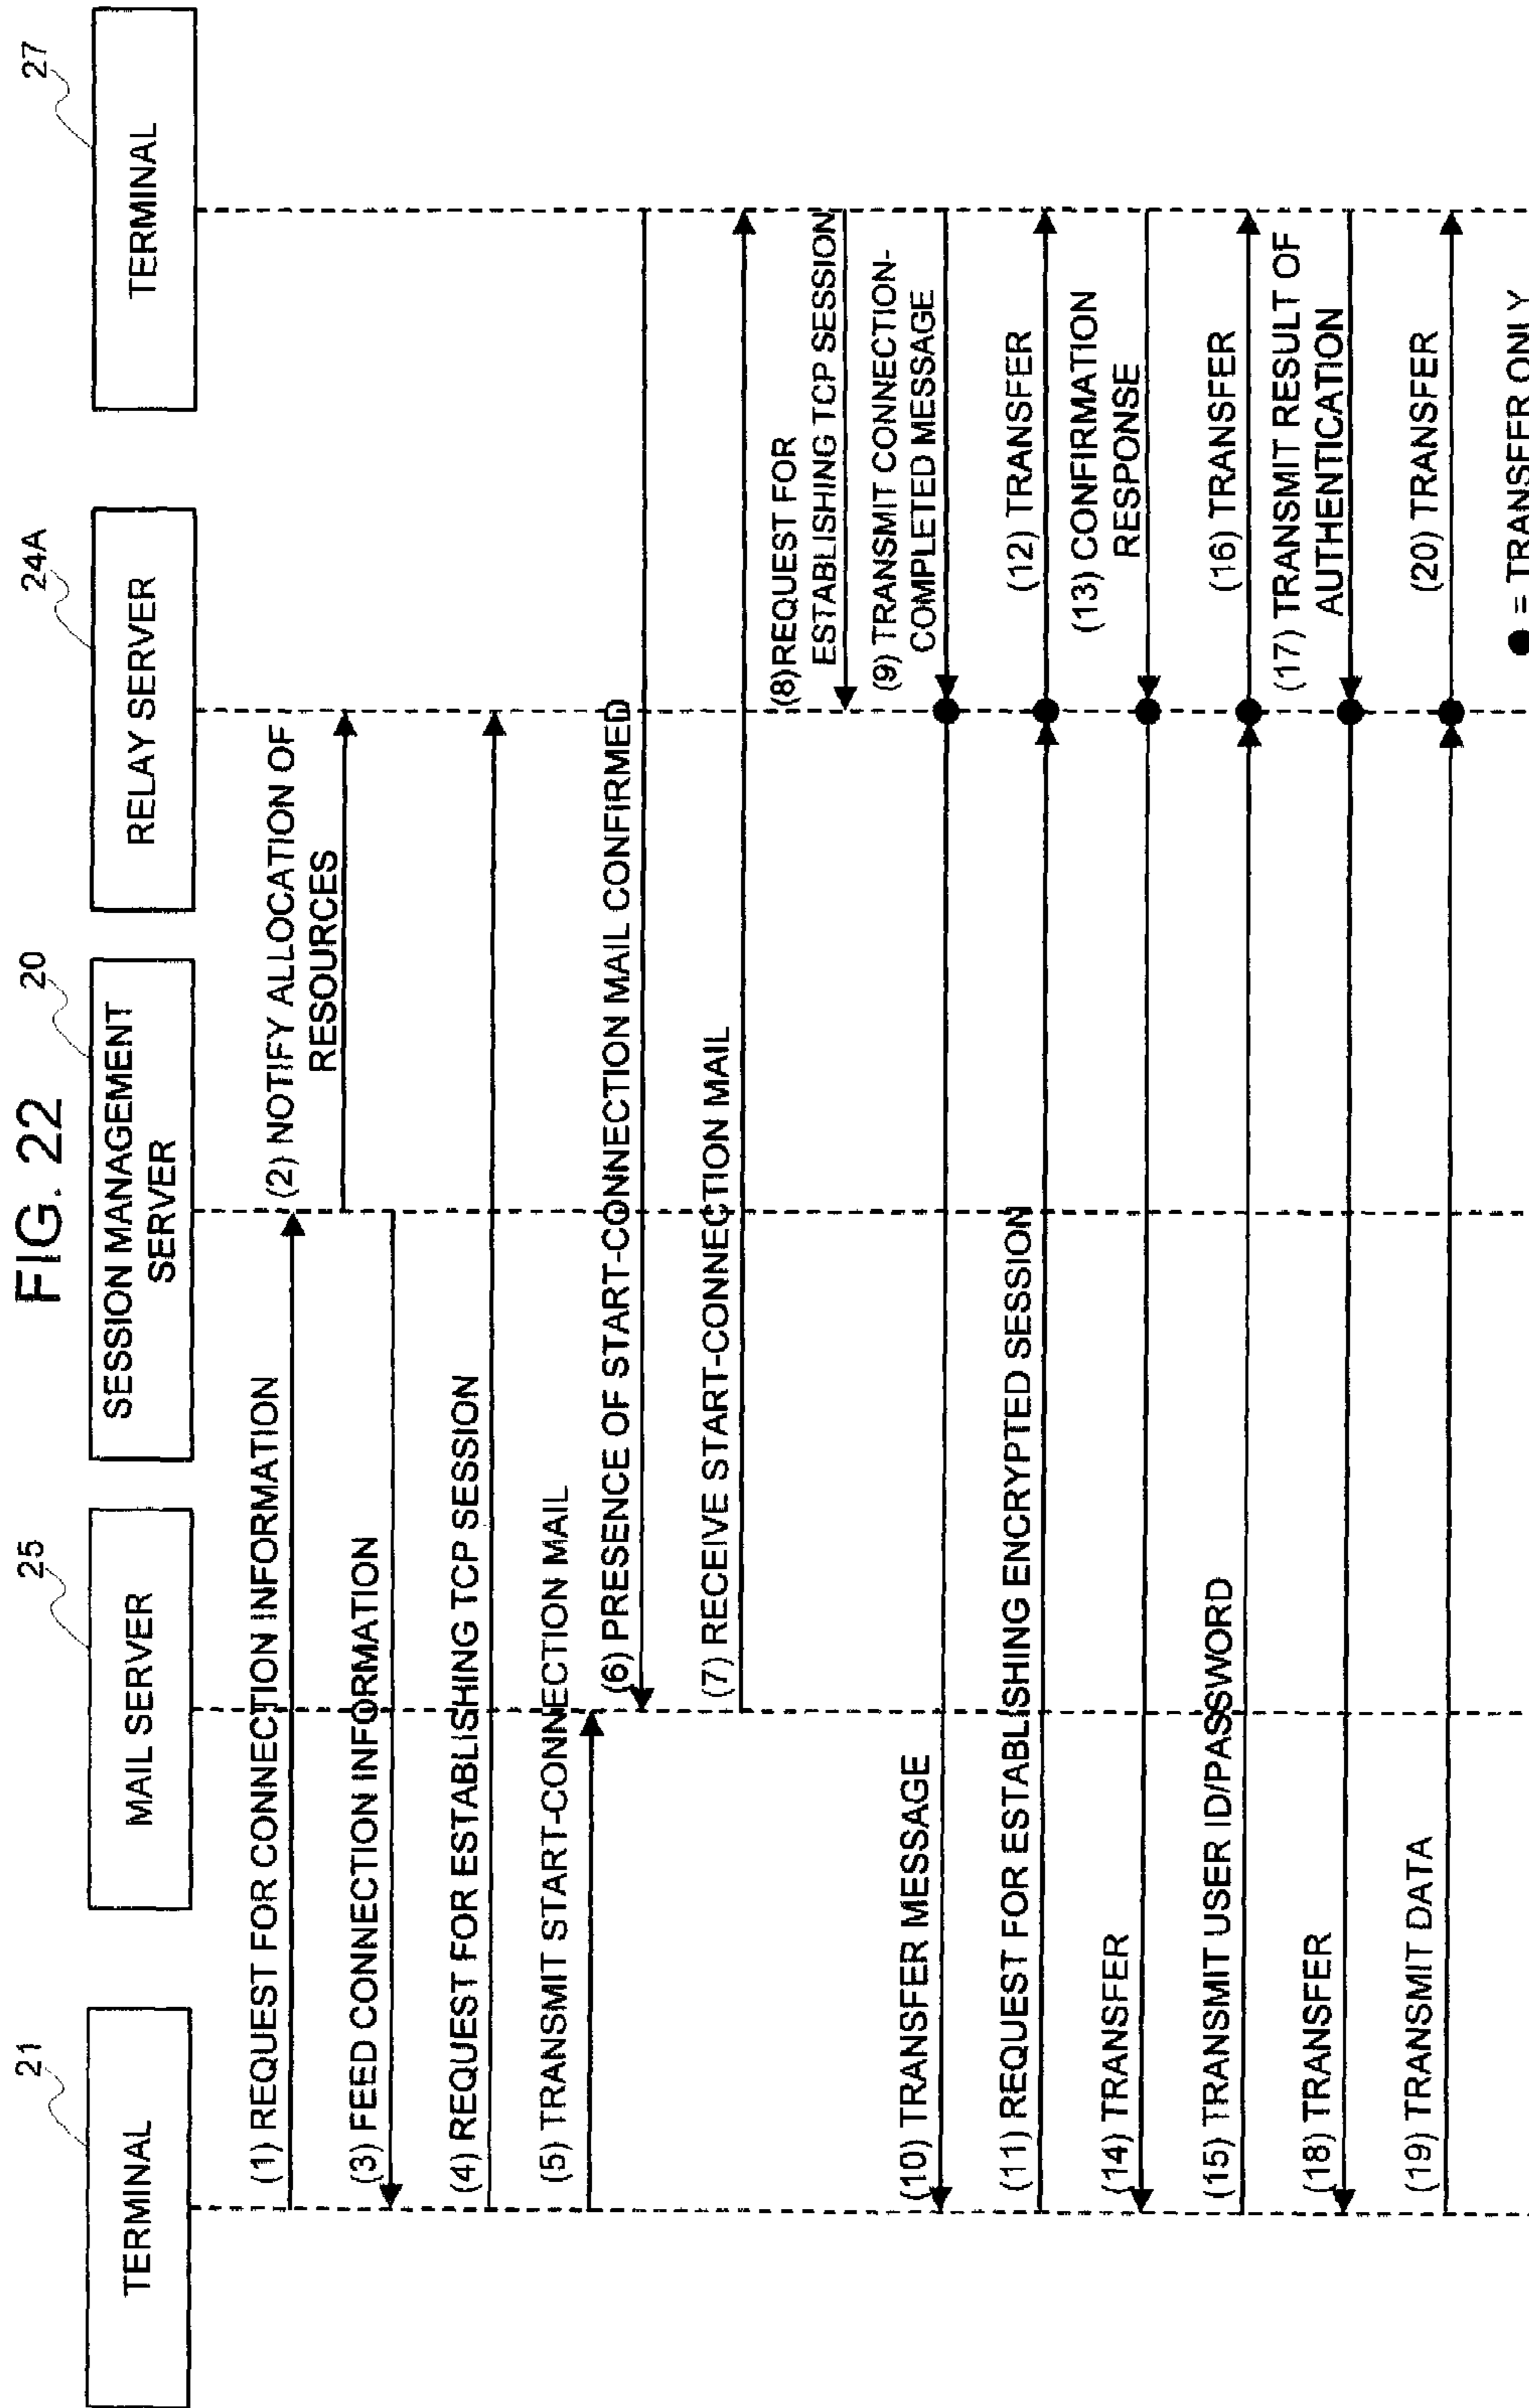 FIG. 22
21
TERMINAL
25
MAIL SERVER
20
SESSION MANAGEMENT
SERVER
24A
RELAY SERVER
27
TERMINAL
(1) REQUEST FOR CONNECTION INFORMATION
(2) NOTIFY ALLOCATION OF
RESOURCES
(3) FEED CONNECTION INFORMATION
(4) REQUEST FOR ESTABLISHING TCP SESSION
(5) TRANSMIT START-CONNECTION MAIL
(6) PRESENCE OF START-CONNECTION MAIL CONFIRMED
(7) RECEIVE START-CONNECTION MAIL
(8)REQUEST FOR
ESTABLISHING TCP SESSION
(9) TRANSMIT CONNECTION-
COMPLETED MESSAGE
(10) TRANSFER MESSAGE
(11) REQUEST FOR ESTABLISHING ENCRYPTED SESSION
(12) TRANSFER
(13) CONFIRMATION
RESPONSE
(14) TRANSFER
(15) TRANSMIT USER ID/PASSWORD
(16) TRANSFER
(17) TRANSMIT RESULT OF
AUTHENTICATION
(18) TRANSFER
(19) TRANSMIT DATA
(20) TRANSFER
● = TRANSFER ONLY